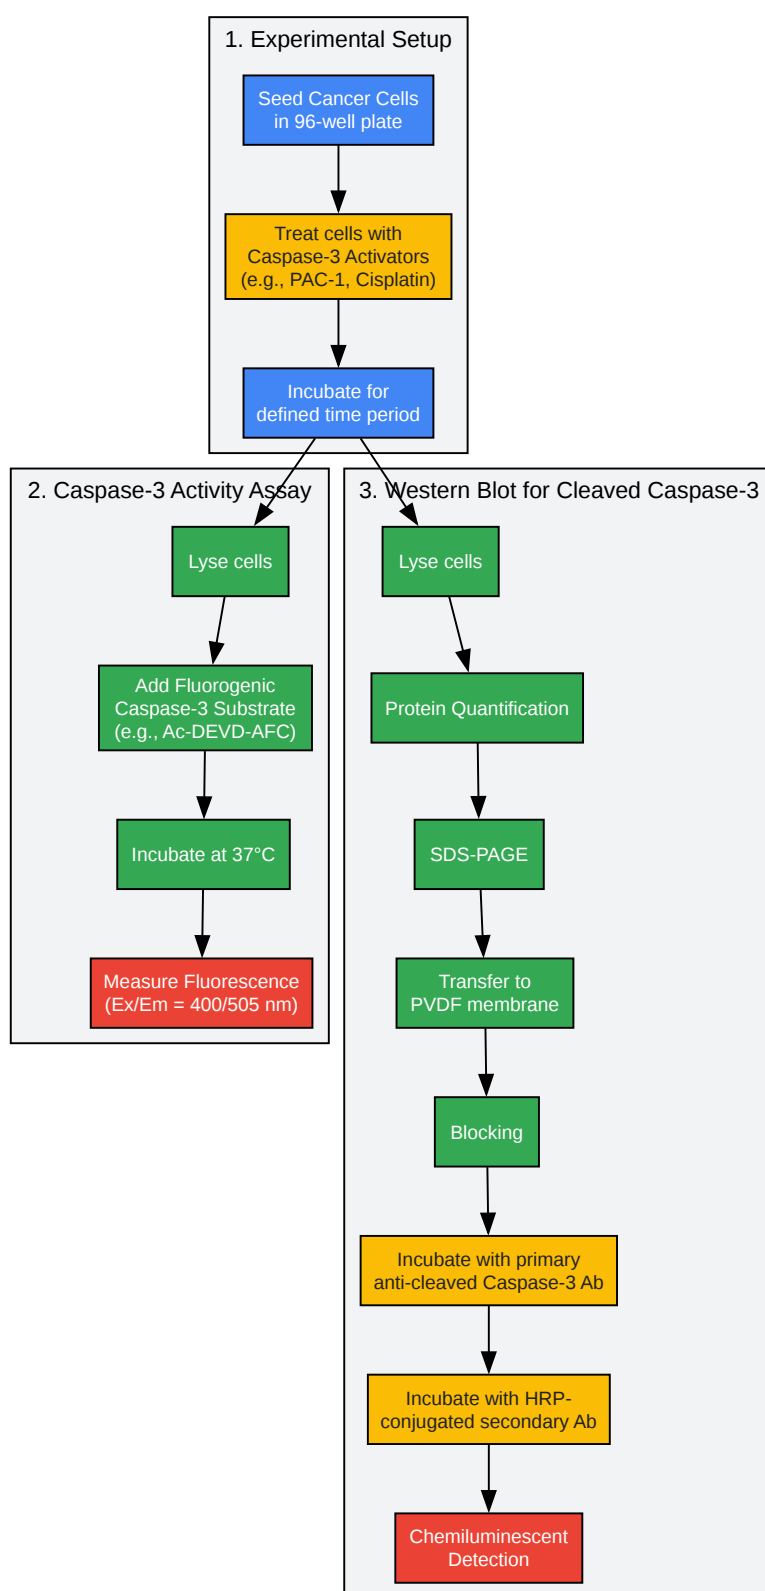 1. Experimental Setup
Seed Cancer Cells
in 96-well plate
Treat cells with
Caspase-3 Activators
(e.g., PAC-1, Cisplatin)
Incubate for
defined time period
2. Caspase-3 Activity Assay
Lyse cells
Add Fluorogenic
Caspase-3 Substrate
(e.g., Ac-DEVD-AFC)
Incubate at 37°C
Measure Fluorescence
(Ex/Em = 400/505 nm)
3. Western Blot for Cleaved Caspase-3
Lyse cells
Protein Quantification
SDS-PAGE
Transfer to
PVDF membrane
Blocking
Incubate with primary
anti-cleaved Caspase-3 Ab
Incubate with HRP-
conjugated secondary Ab
Chemiluminescent
Detection